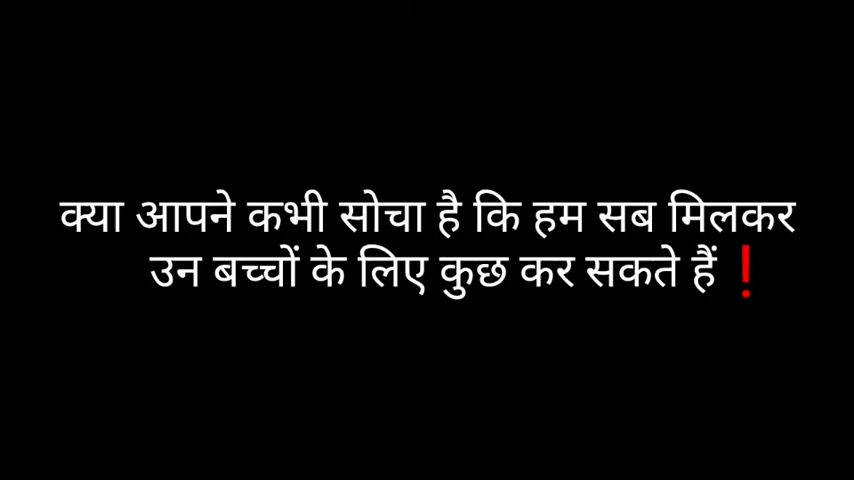 क्या आपने कभी सोचा है कि हम सब मिलकर
उन बच्चों के लिए कुछ कर सकते हैं❗